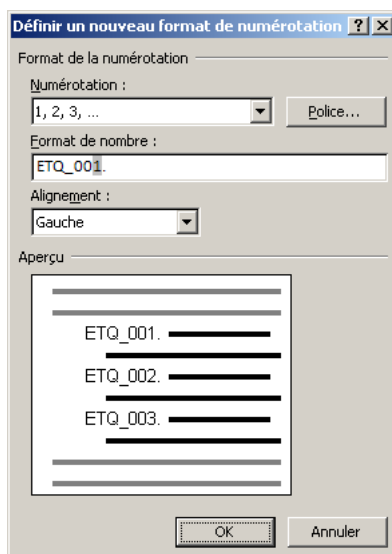 Définir un nouveau format de numérotation
Format de la numérotation
Numérotation :
1, 2, 3, ...
Police...
Format de nombre :
ETQ_001.
Alignement :
Gauche
Aperçu
ETQ_001.
ETQ_002.
ETQ_003.
OK Annuler